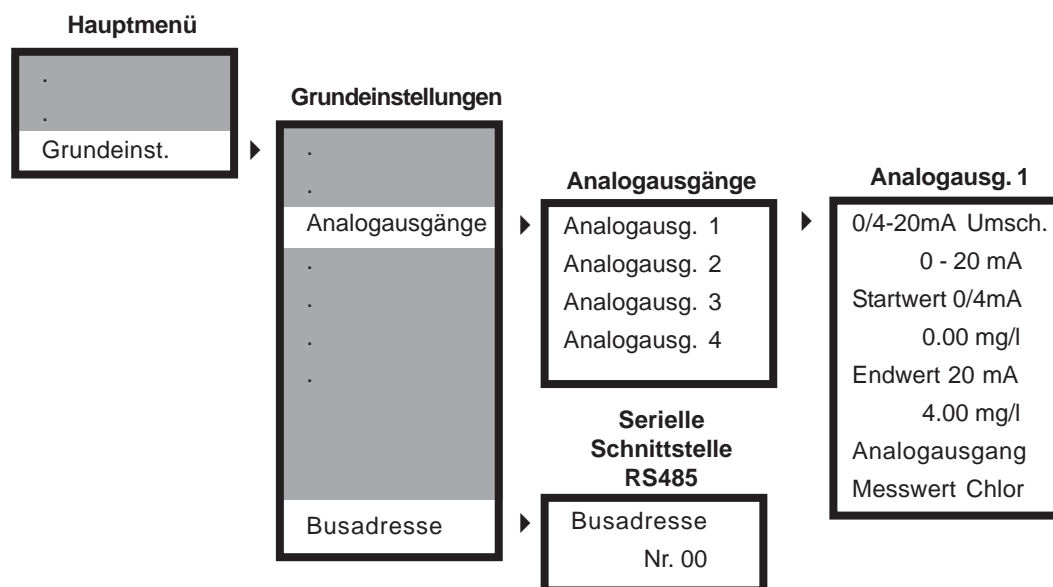 Hauptmenü
.
.
Grundeinst.
Grundeinstellungen
.
.
Analogausgänge
.
.
.
.
Busadresse
Analogausgänge
Analogausg. 1
Analogausg. 2
Analogausg. 3
Analogausg. 4
Serielle
Schnittstelle
RS485
Busadresse
Nr. 00
Analogausg. 1
0/4-20mA Umsch.
0 - 20 mA
Startwert 0/4mA
0.00 mg/l
Endwert 20 mA
4.00 mg/l
Analogausgang
Messwert Chlor